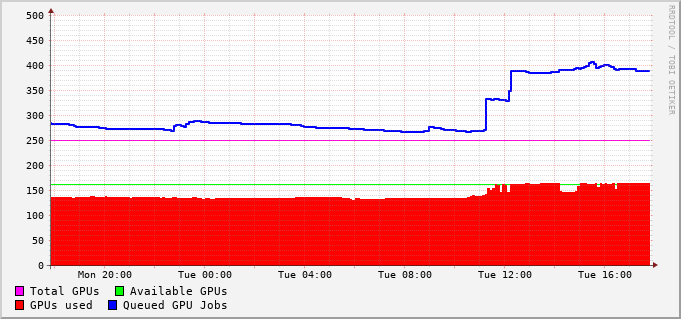 500
450
400
350
300
250
200
150
100
50
0
Mon 20:00 Tue 00:00 Tue 04:00 Tue 08:00 Tue 12:00 Tue 16:00
Total GPUs Available GPUs
GPUs used Queued GPU Jobs
RRDTOOL / TOBI OETIKER